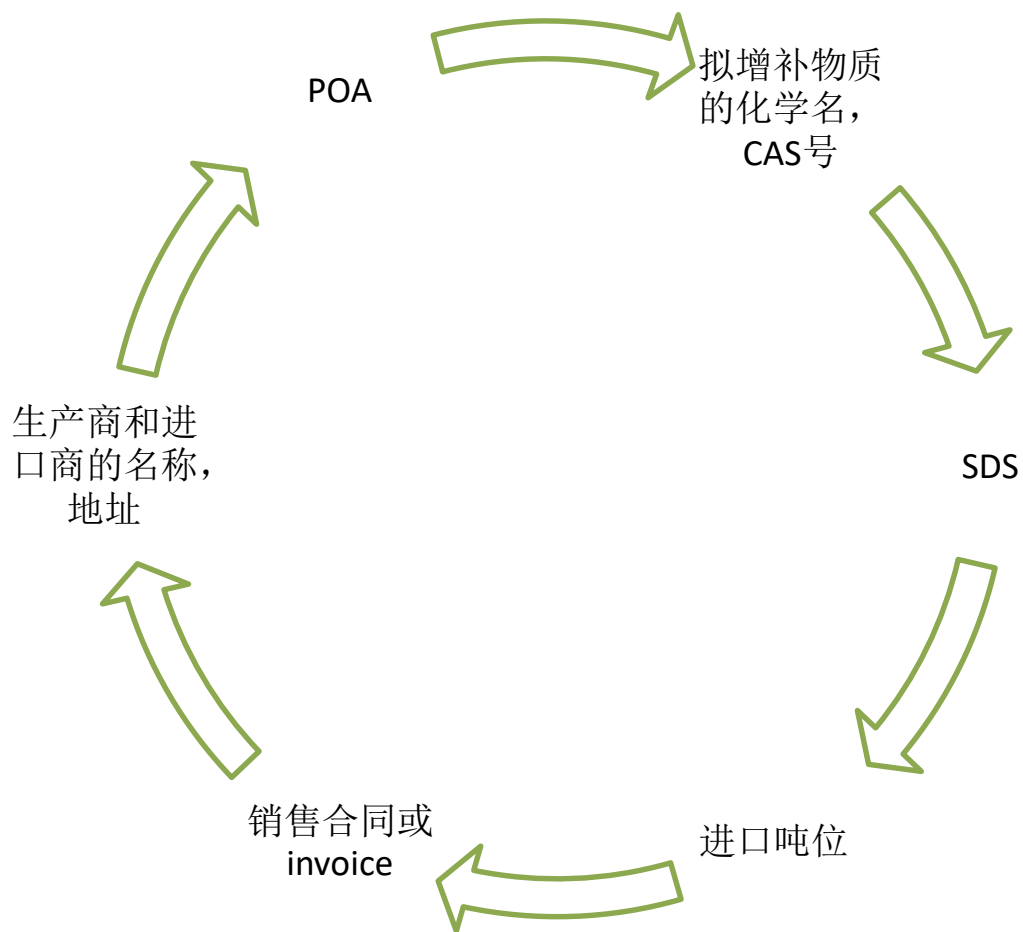 POA
拟增补物质
的化学名，
CAS号
SDS
进口吨位
销售合同或
invoice
生产商和进
口商的名称，
地址